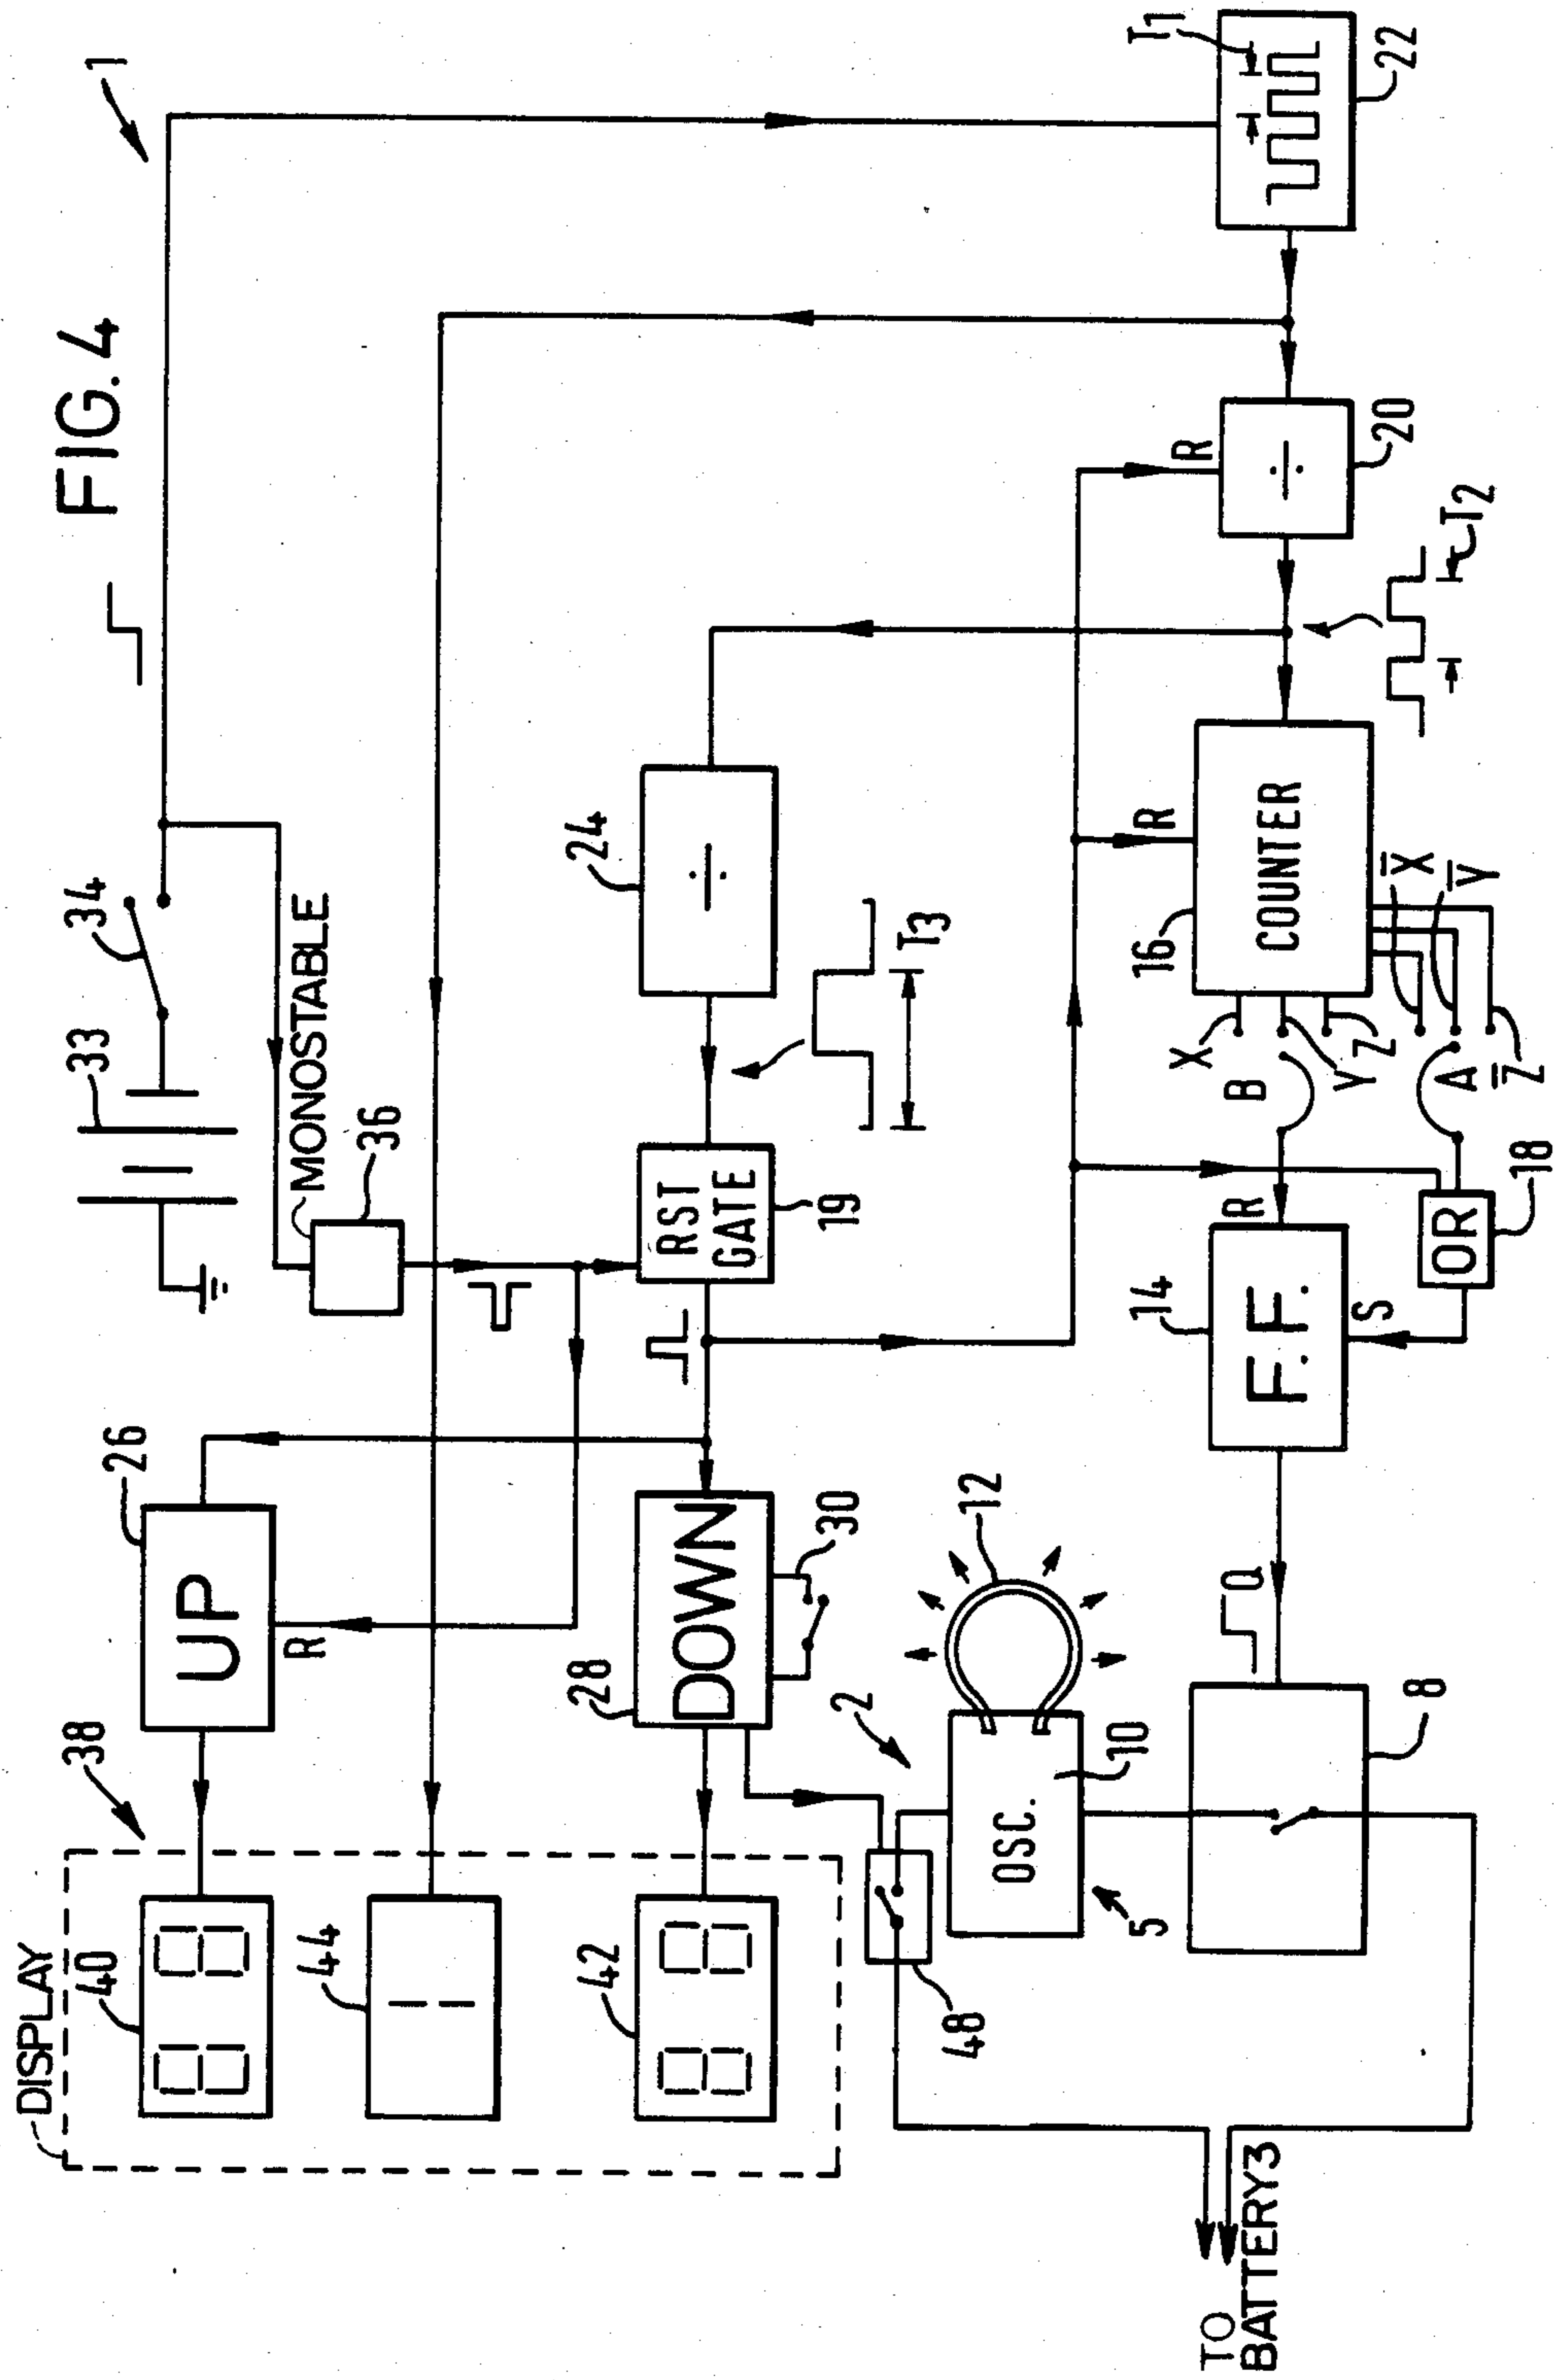 FIG. 4
1
DISPLAY
38
40
44
42
UP
26
R
33
34
MONOSTABLE
36
DOWN
28
30
RST
GATE
19
24
÷
T3
2
12
OSC.
10
5
48
8
Q
F.F.
14
R
S
OR
18
B
A
X
Y
Z
X̅
Y̅
Z̅
COUNTER
16
R
÷
20
R
T2
T1
22
TO
BATTERY3